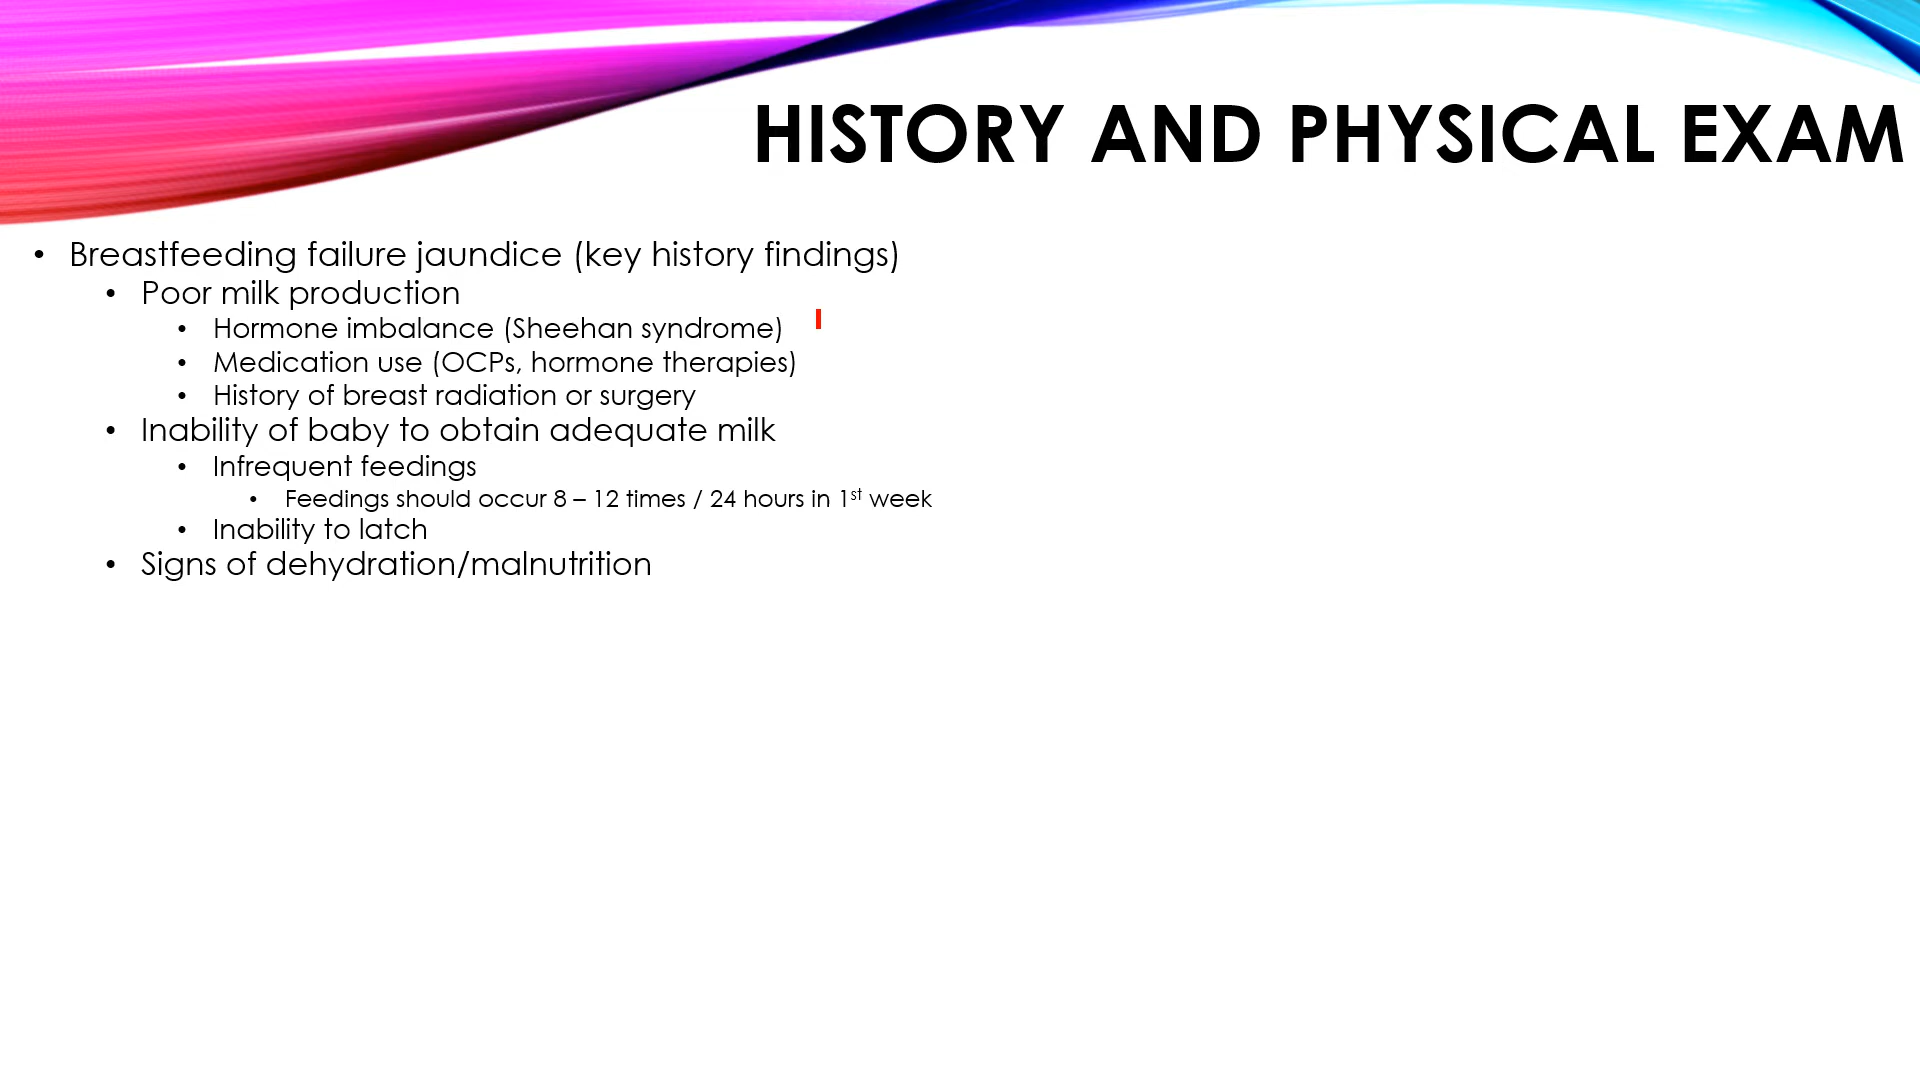 HISTORY AND PHYSICAL EXAM
• Breastfeeding failure jaundice (key history findings)
• Poor milk production
• Hormone imbalance (Sheehan syndrome)
• Medication use (OCPs, hormone therapies)
• History of breast radiation or surgery
• Inability of baby to obtain adequate milk
• Infrequent feedings
• Feedings should occur 8 – 12 times / 24 hours in 1st week
• Inability to latch
• Signs of dehydration/malnutrition